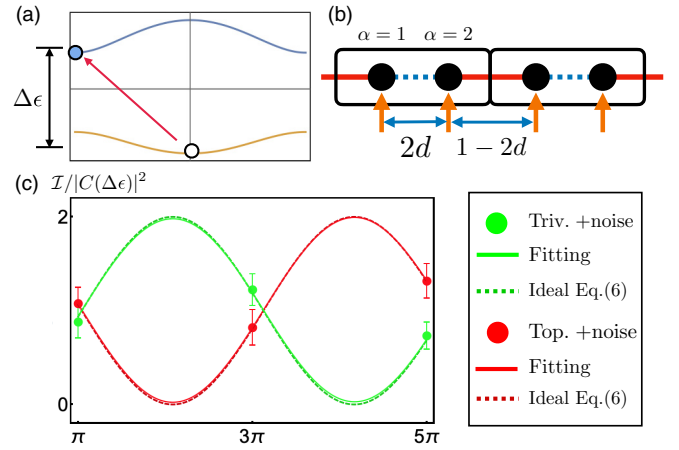 (a)
Δϵ
(b)
α = 1 α = 2
2d 1 − 2d
(c)
I/|C(Δϵ)|²
2
0
π 3π 5π
Triv. +noise
Fitting
Ideal Eq.(6)
Top. +noise
Fitting
Ideal Eq.(6)